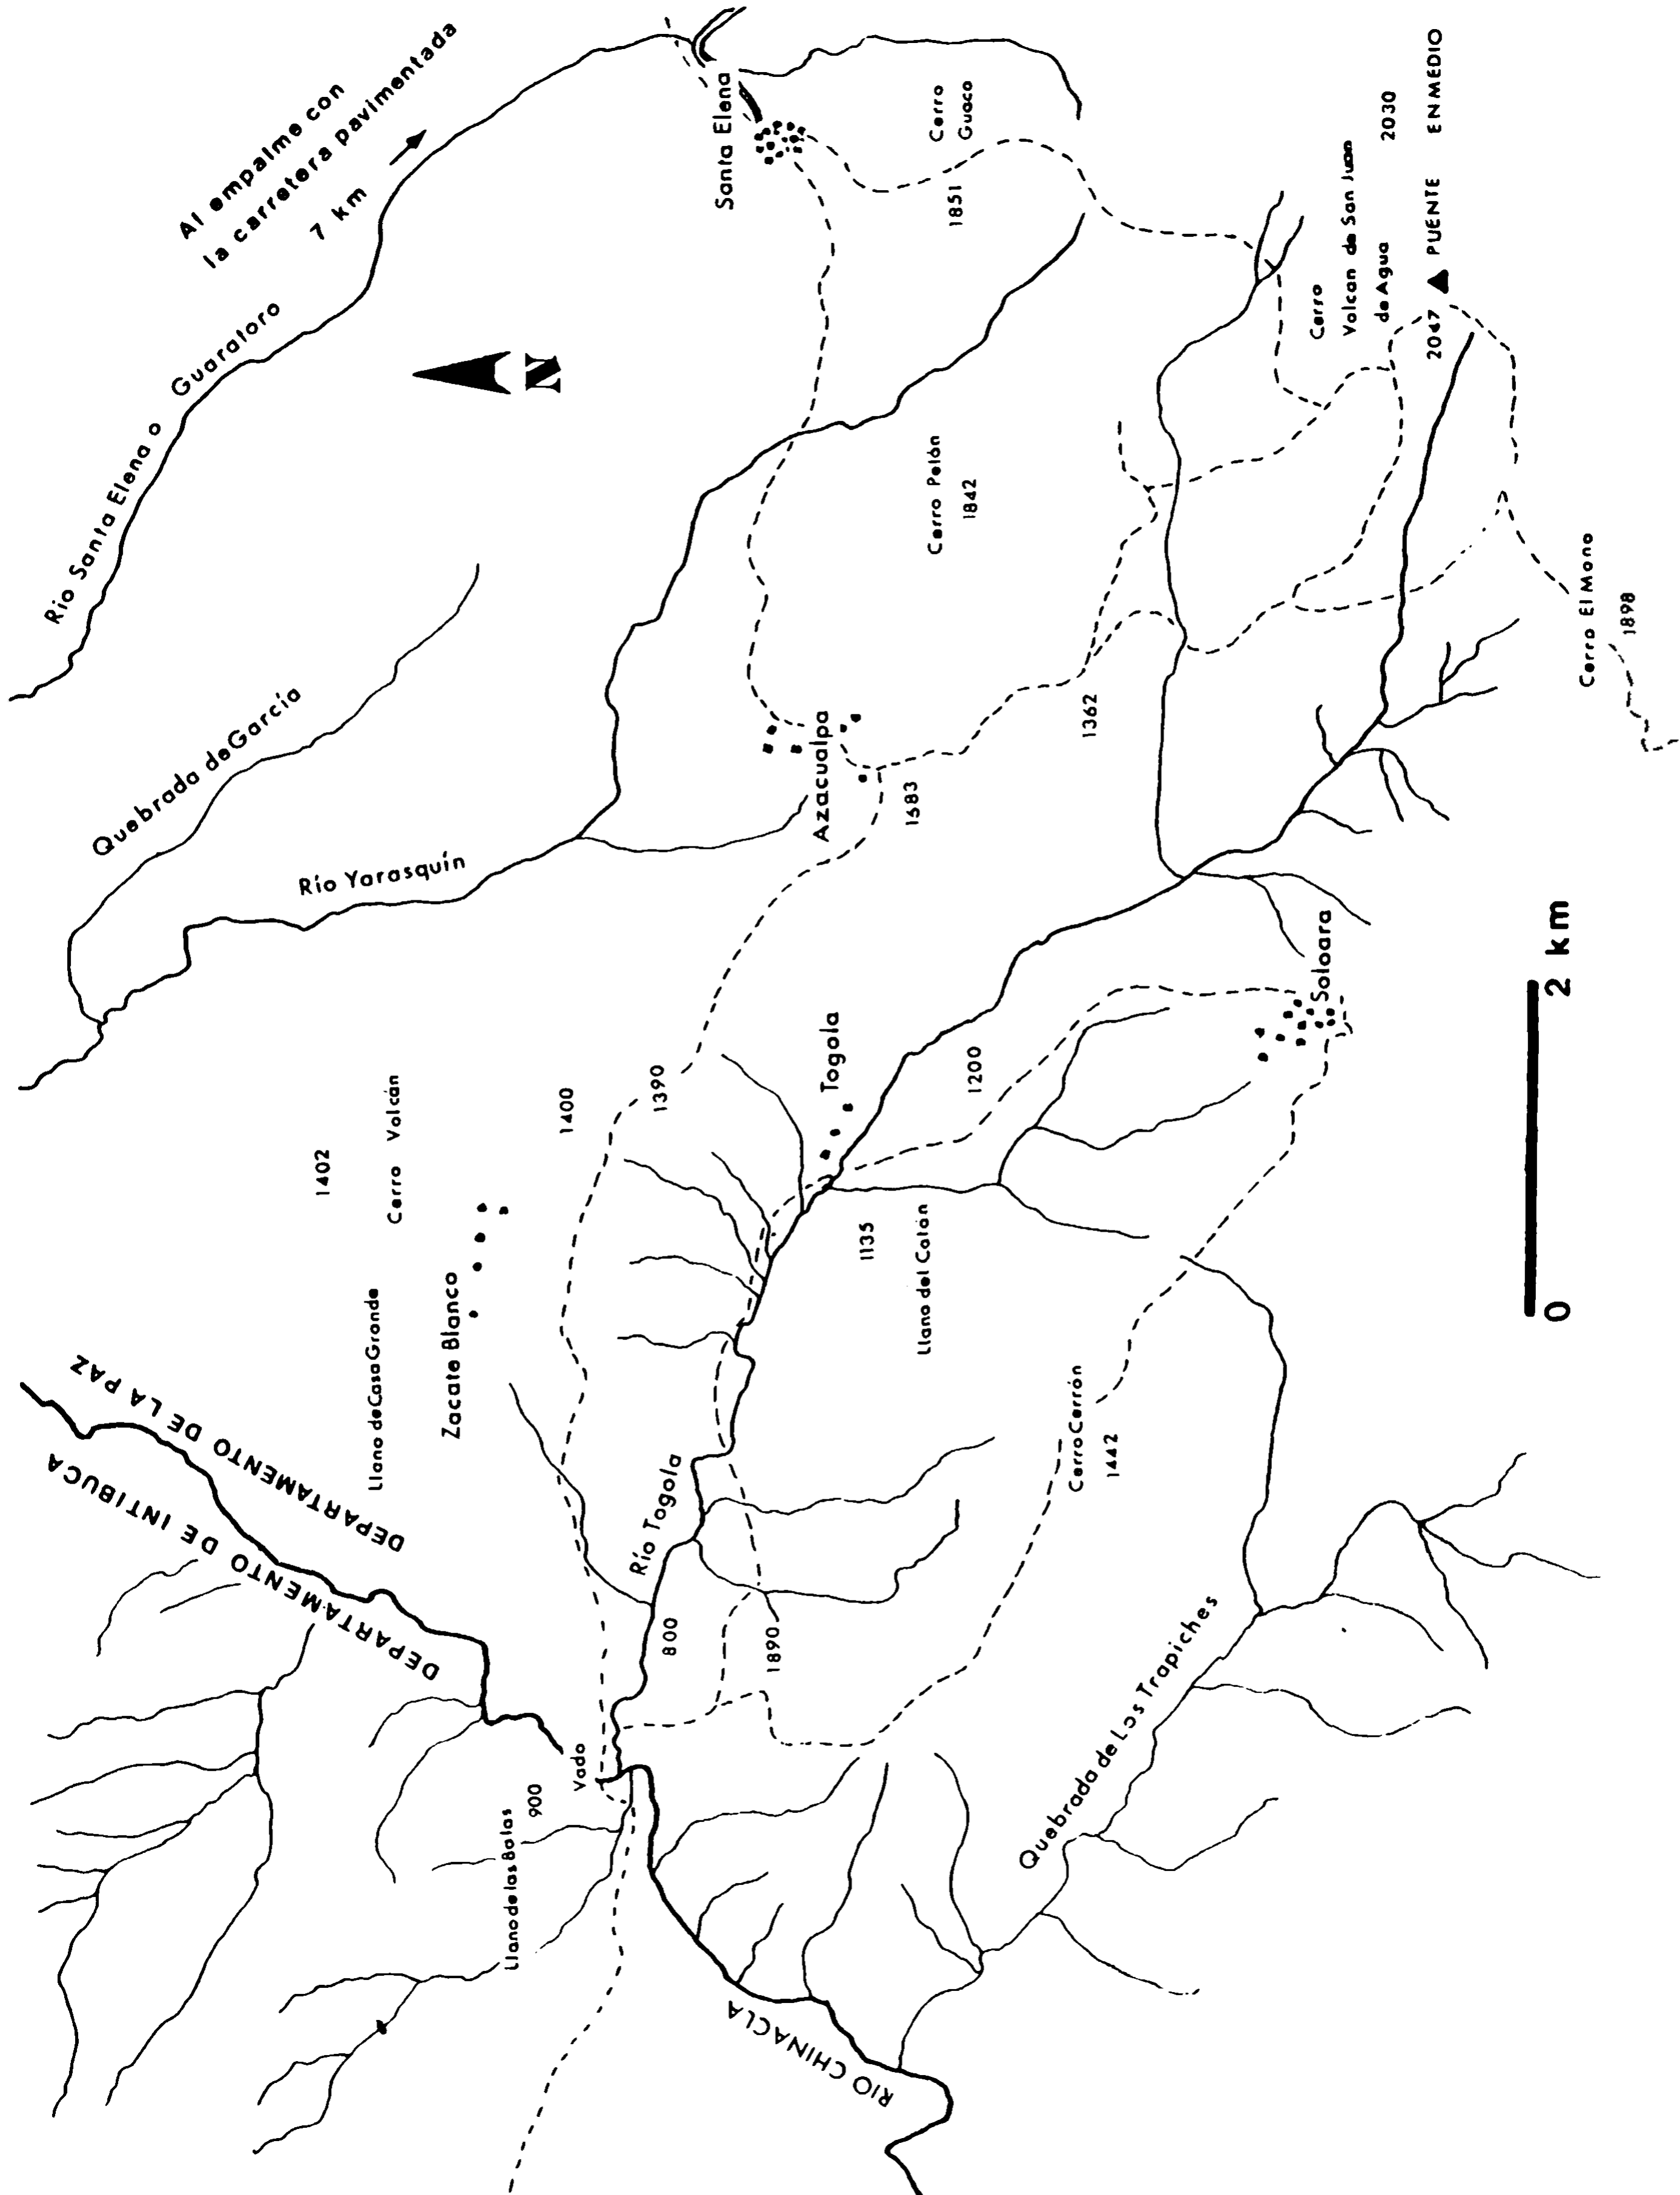 Al empalme con
la carretera pavimentada
7 km
Río Santa Elena o Guaratoro
N
Santa Elena
Cerro
Guaco
1851
Quebrada de García
Río Yarasquín
Cerro Pelón
1842
Azacualpa
1583
1362
Cerro
Volcan de San Juan
de Agua
2030
2047
PUENTE ENMEDIO
Cerro El Mono
1898
1402
Cerro Volcán
1400
1390
Togola
1200
Soloara
DEPARTAMENTO DE LA PAZ
DEPARTAMENTO DE INTIBUCA
Llano de Casa Grande
Zacate Blanco
1135
Llano del Catán
Río Togola
800
1890
Cerro Cerrón
1442
Vado
900
Llano de las Balas
Quebrada de Los Trapiches
RIO CHINACLA
0
2 km